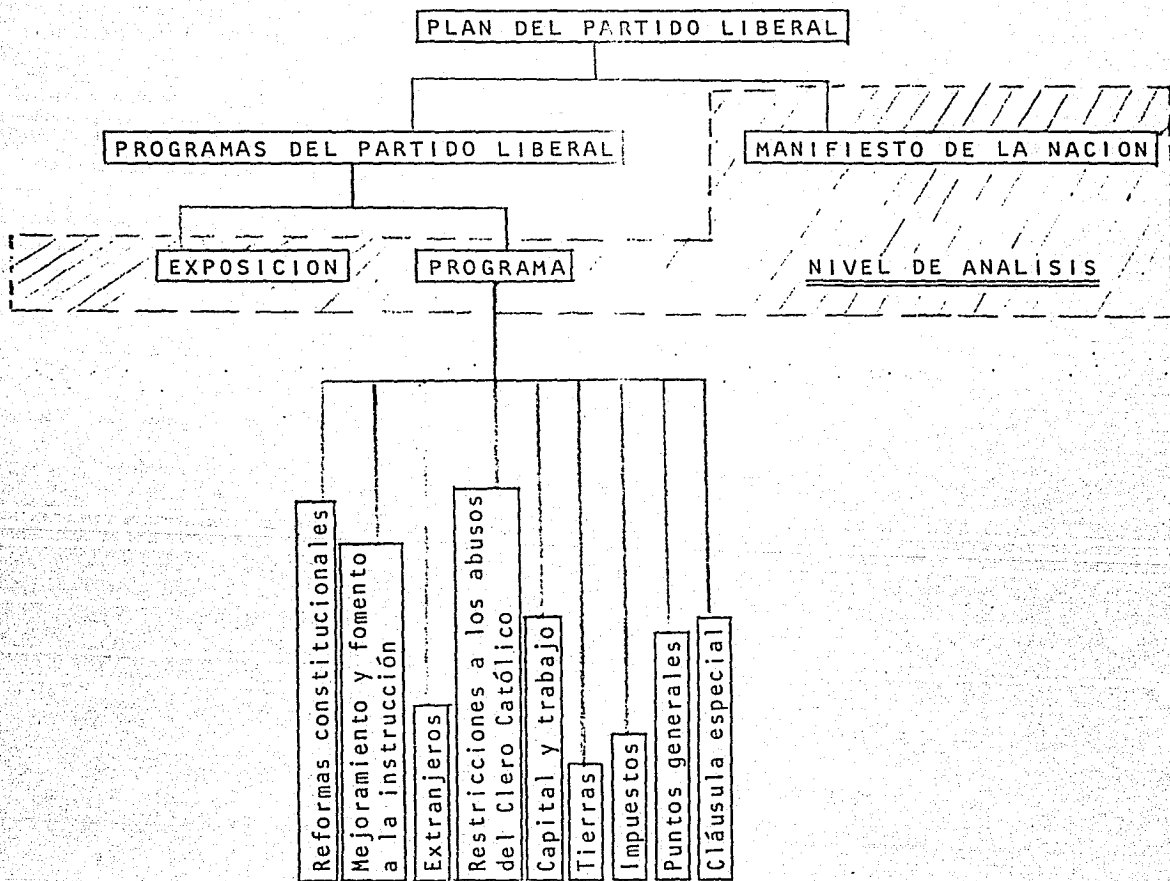 PLAN DEL PARTIDO LIBERAL
PROGRAMAS DEL PARTIDO LIBERAL
MANIFIESTO DE LA NACION
EXPOSICION
PROGRAMA
NIVEL DE ANALISIS
Reformas constitucionales
Mejoramiento y fomento
a la instrucción
Extranjeros
Restricciones a los abusos
del Clero Católico
Capital y trabajo
Tierras
Impuestos
Puntos generales
Cláusula especial